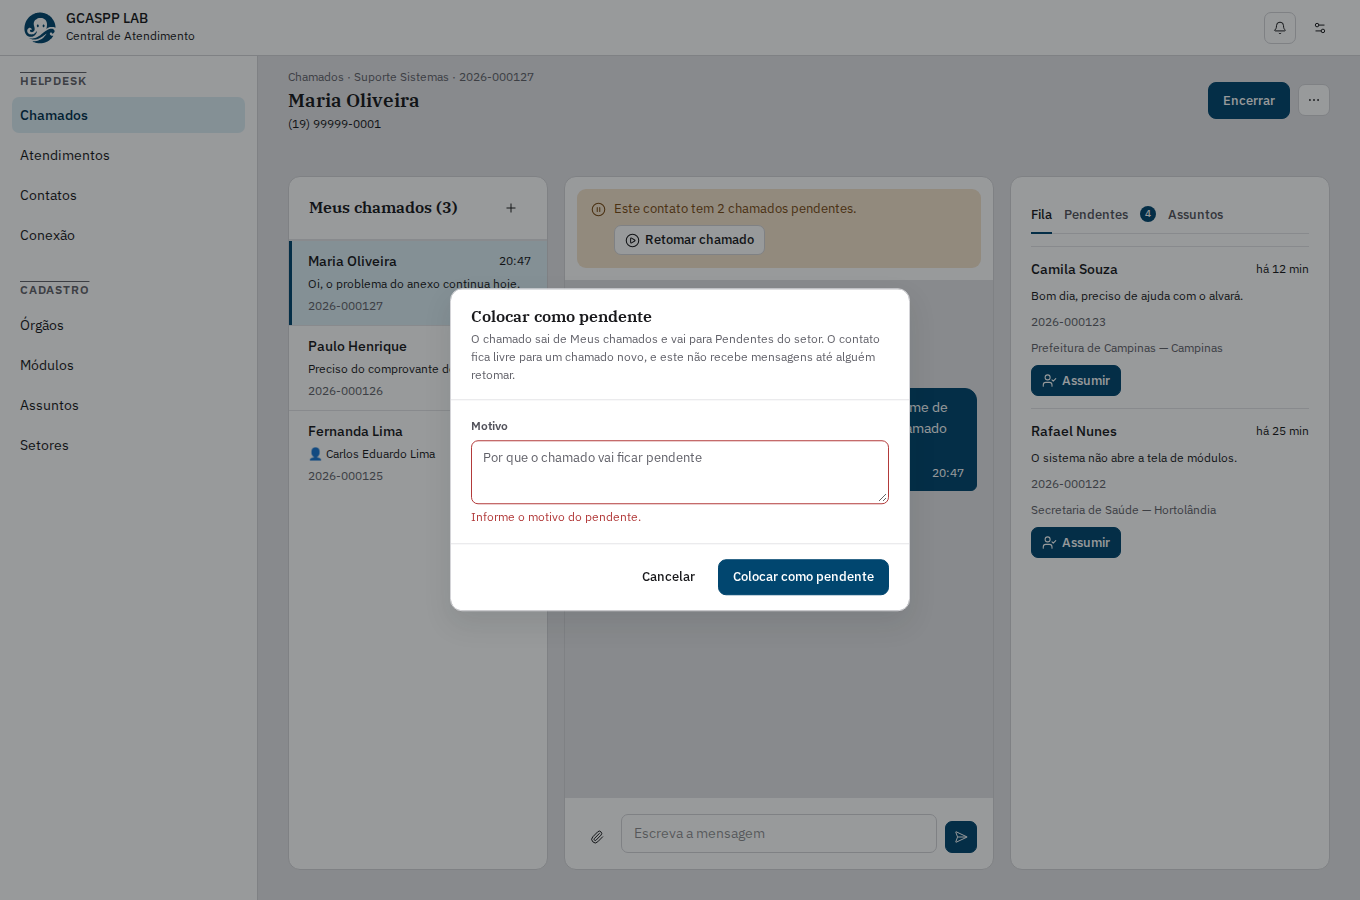 GCASPP LAB
Central de Atendimento
HELPDESK
Chamados
Atendimentos
Contatos
Conexão
CADASTRO
Órgãos
Módulos
Assuntos
Setores
Chamados · Suporte Sistemas · 2026-000127
Maria Oliveira
(19) 99999-0001
Encerrar
Meus chamados (3)
Maria Oliveira 20:47
Oi, o problema do anexo continua hoje.
2026-000127
Paulo Henrique
Preciso do comprovante
2026-000126
Fernanda Lima
Carlos Eduardo Lima
2026-000125
Este contato tem 2 chamados pendentes.
Retomar chamado
de
20:47
Colocar como pendente
O chamado sai de Meus chamados e vai para Pendentes do setor. O contato
fica livre para um chamado novo, e este não recebe mensagens até alguém
retomar.
Motivo
Por que o chamado vai ficar pendente
Informe o motivo do pendente.
Cancelar
Colocar como pendente
Escreva a mensagem
Fila Pendentes 4 Assuntos
Camila Souza há 12 min
Bom dia, preciso de ajuda com o alvará.
2026-000123
Prefeitura de Campinas — Campinas
Assumir
Rafael Nunes há 25 min
O sistema não abre a tela de módulos.
2026-000122
Secretaria de Saúde — Hortolândia
Assumir